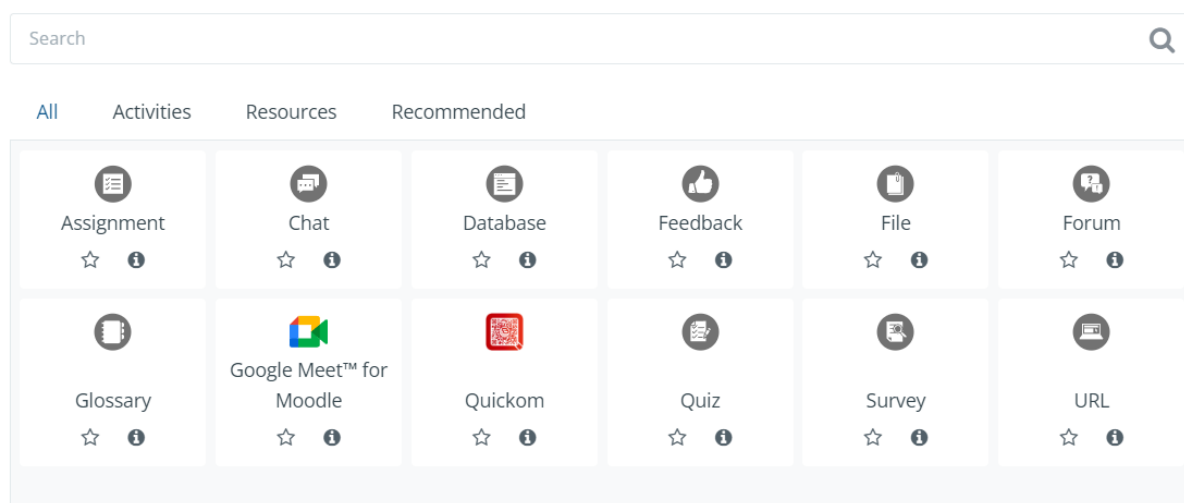 Search
All Activities Resources Recommended
Assignment Chat Database Feedback File Forum
Google Meet™ for
Glossary Moodle Quickom Quiz Survey URL